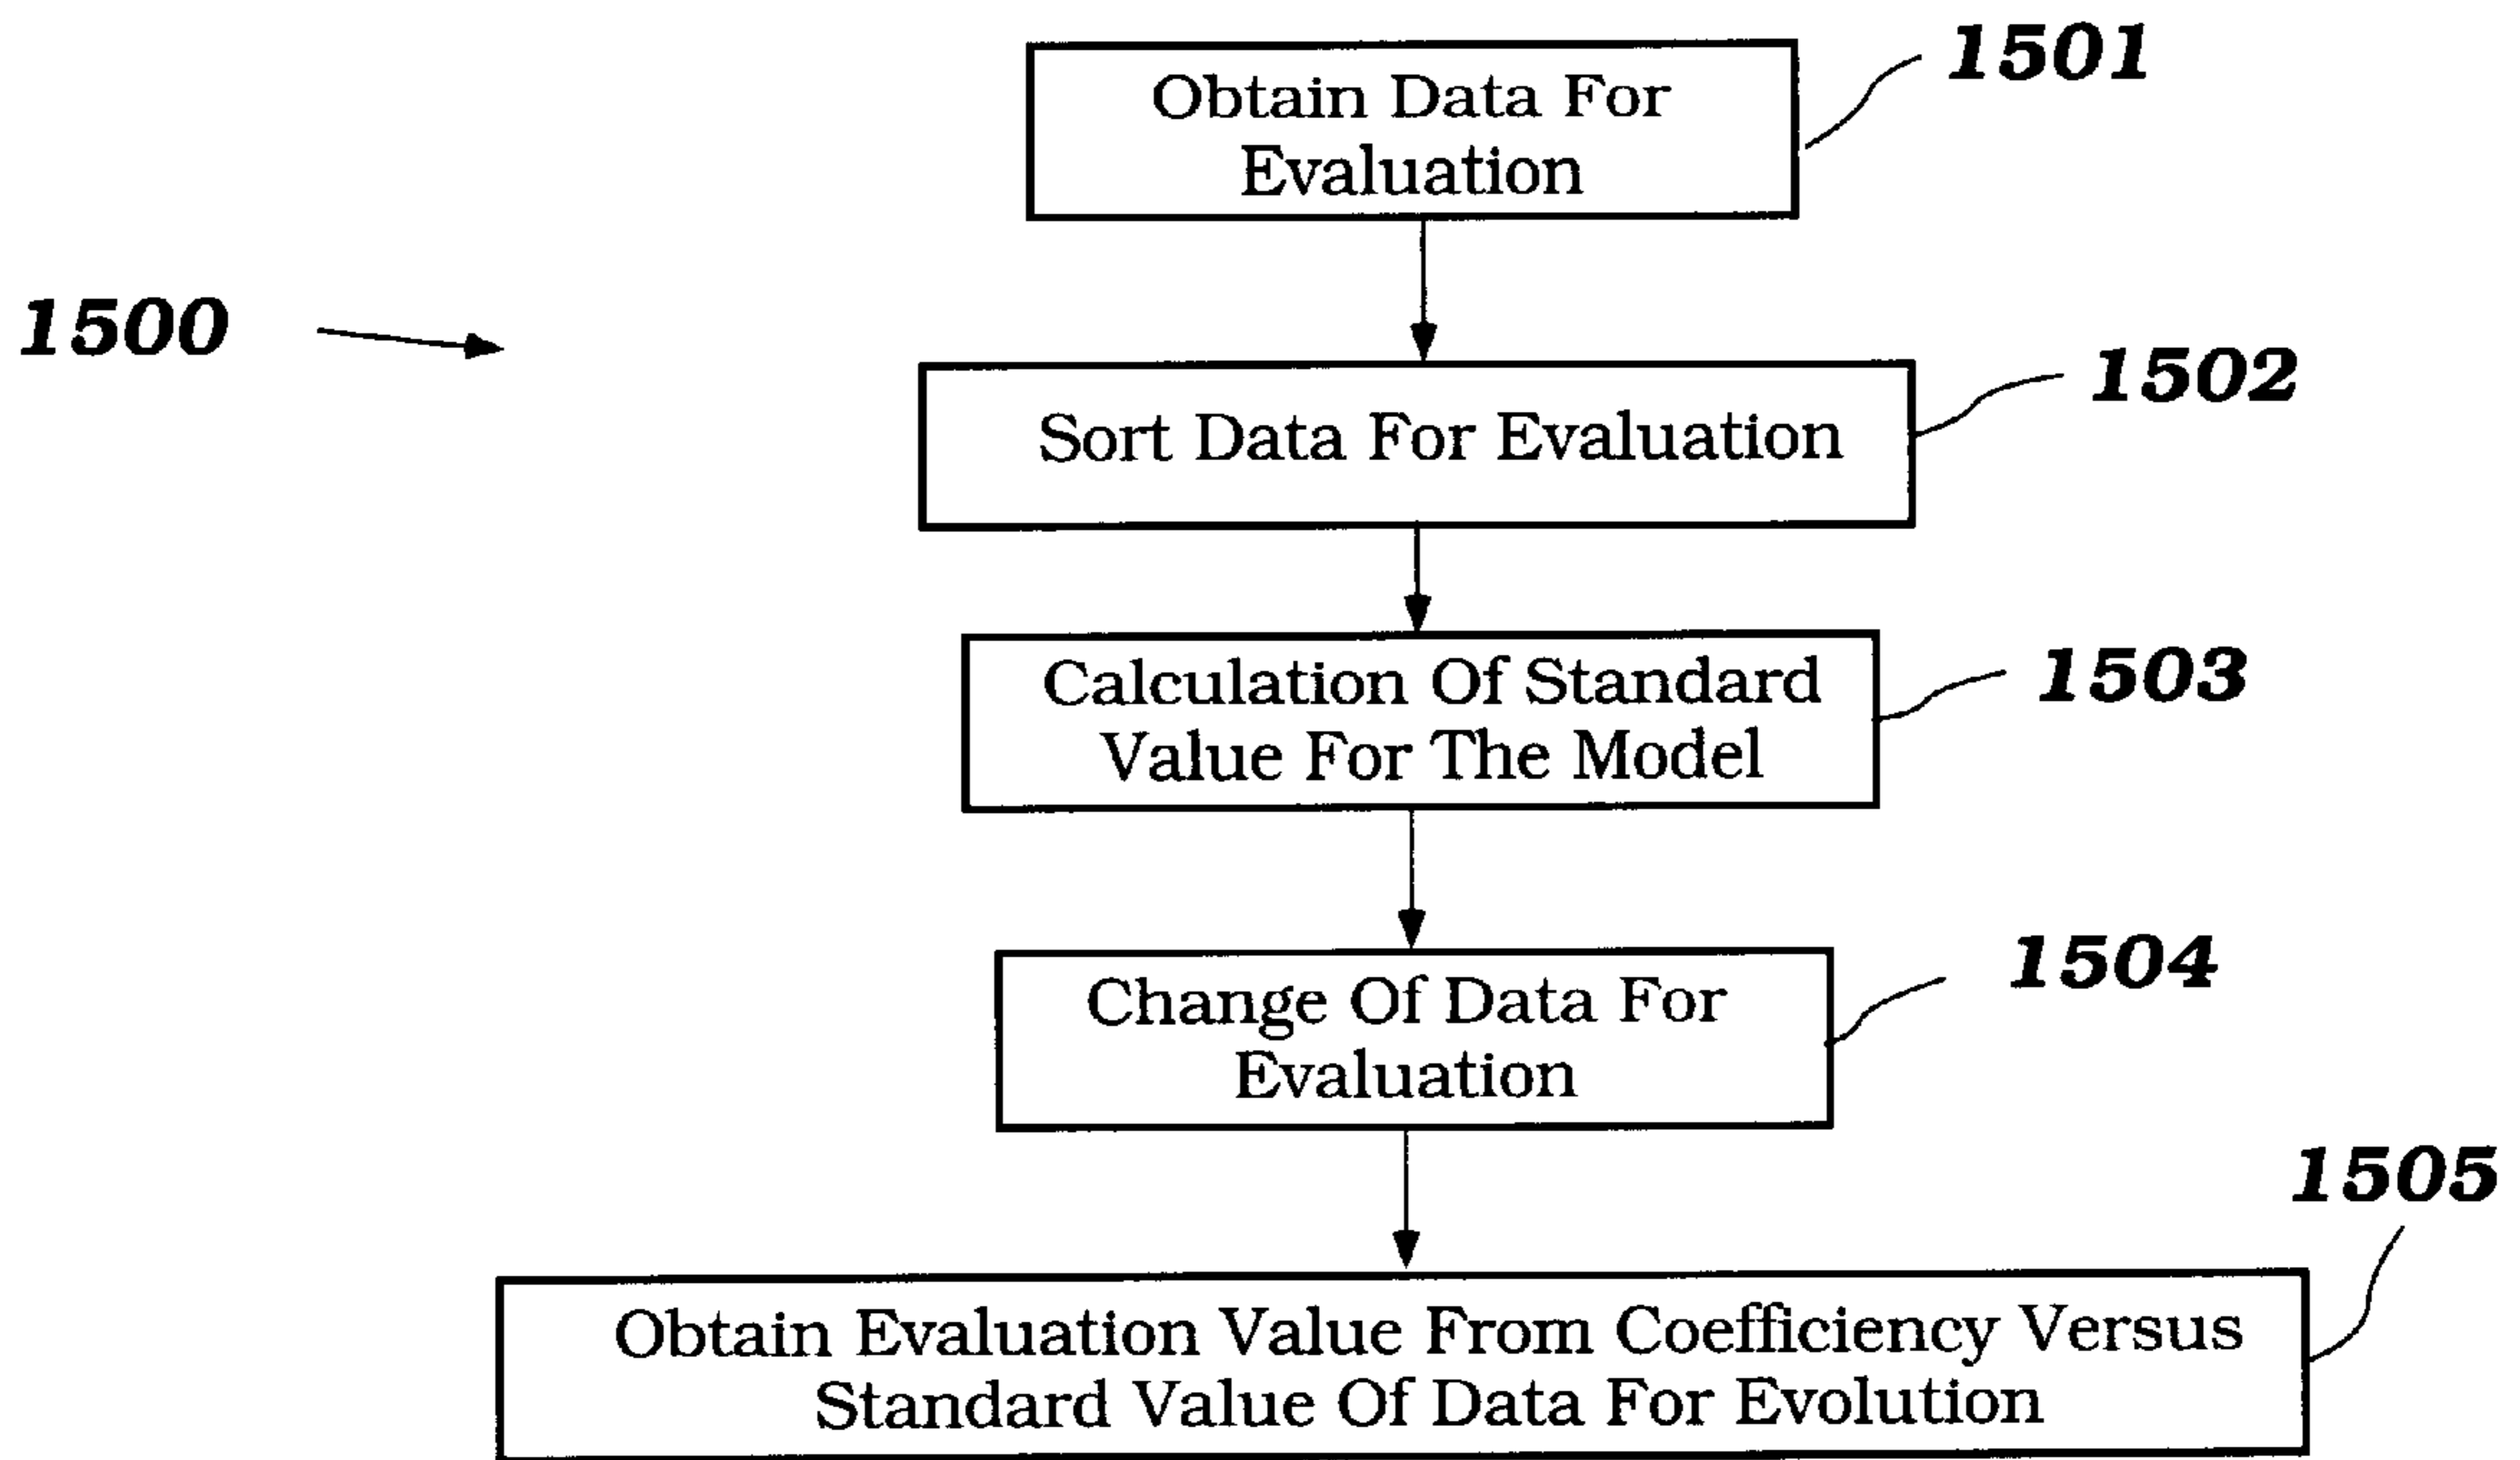 1501
Obtain Data For
Evaluation
1500
1502
Sort Data For Evaluation
1503
Calculation Of Standard
Value For The Model
1504
Change Of Data For
Evaluation
1505
Obtain Evaluation Value From Coefficiency Versus
Standard Value Of Data For Evolution